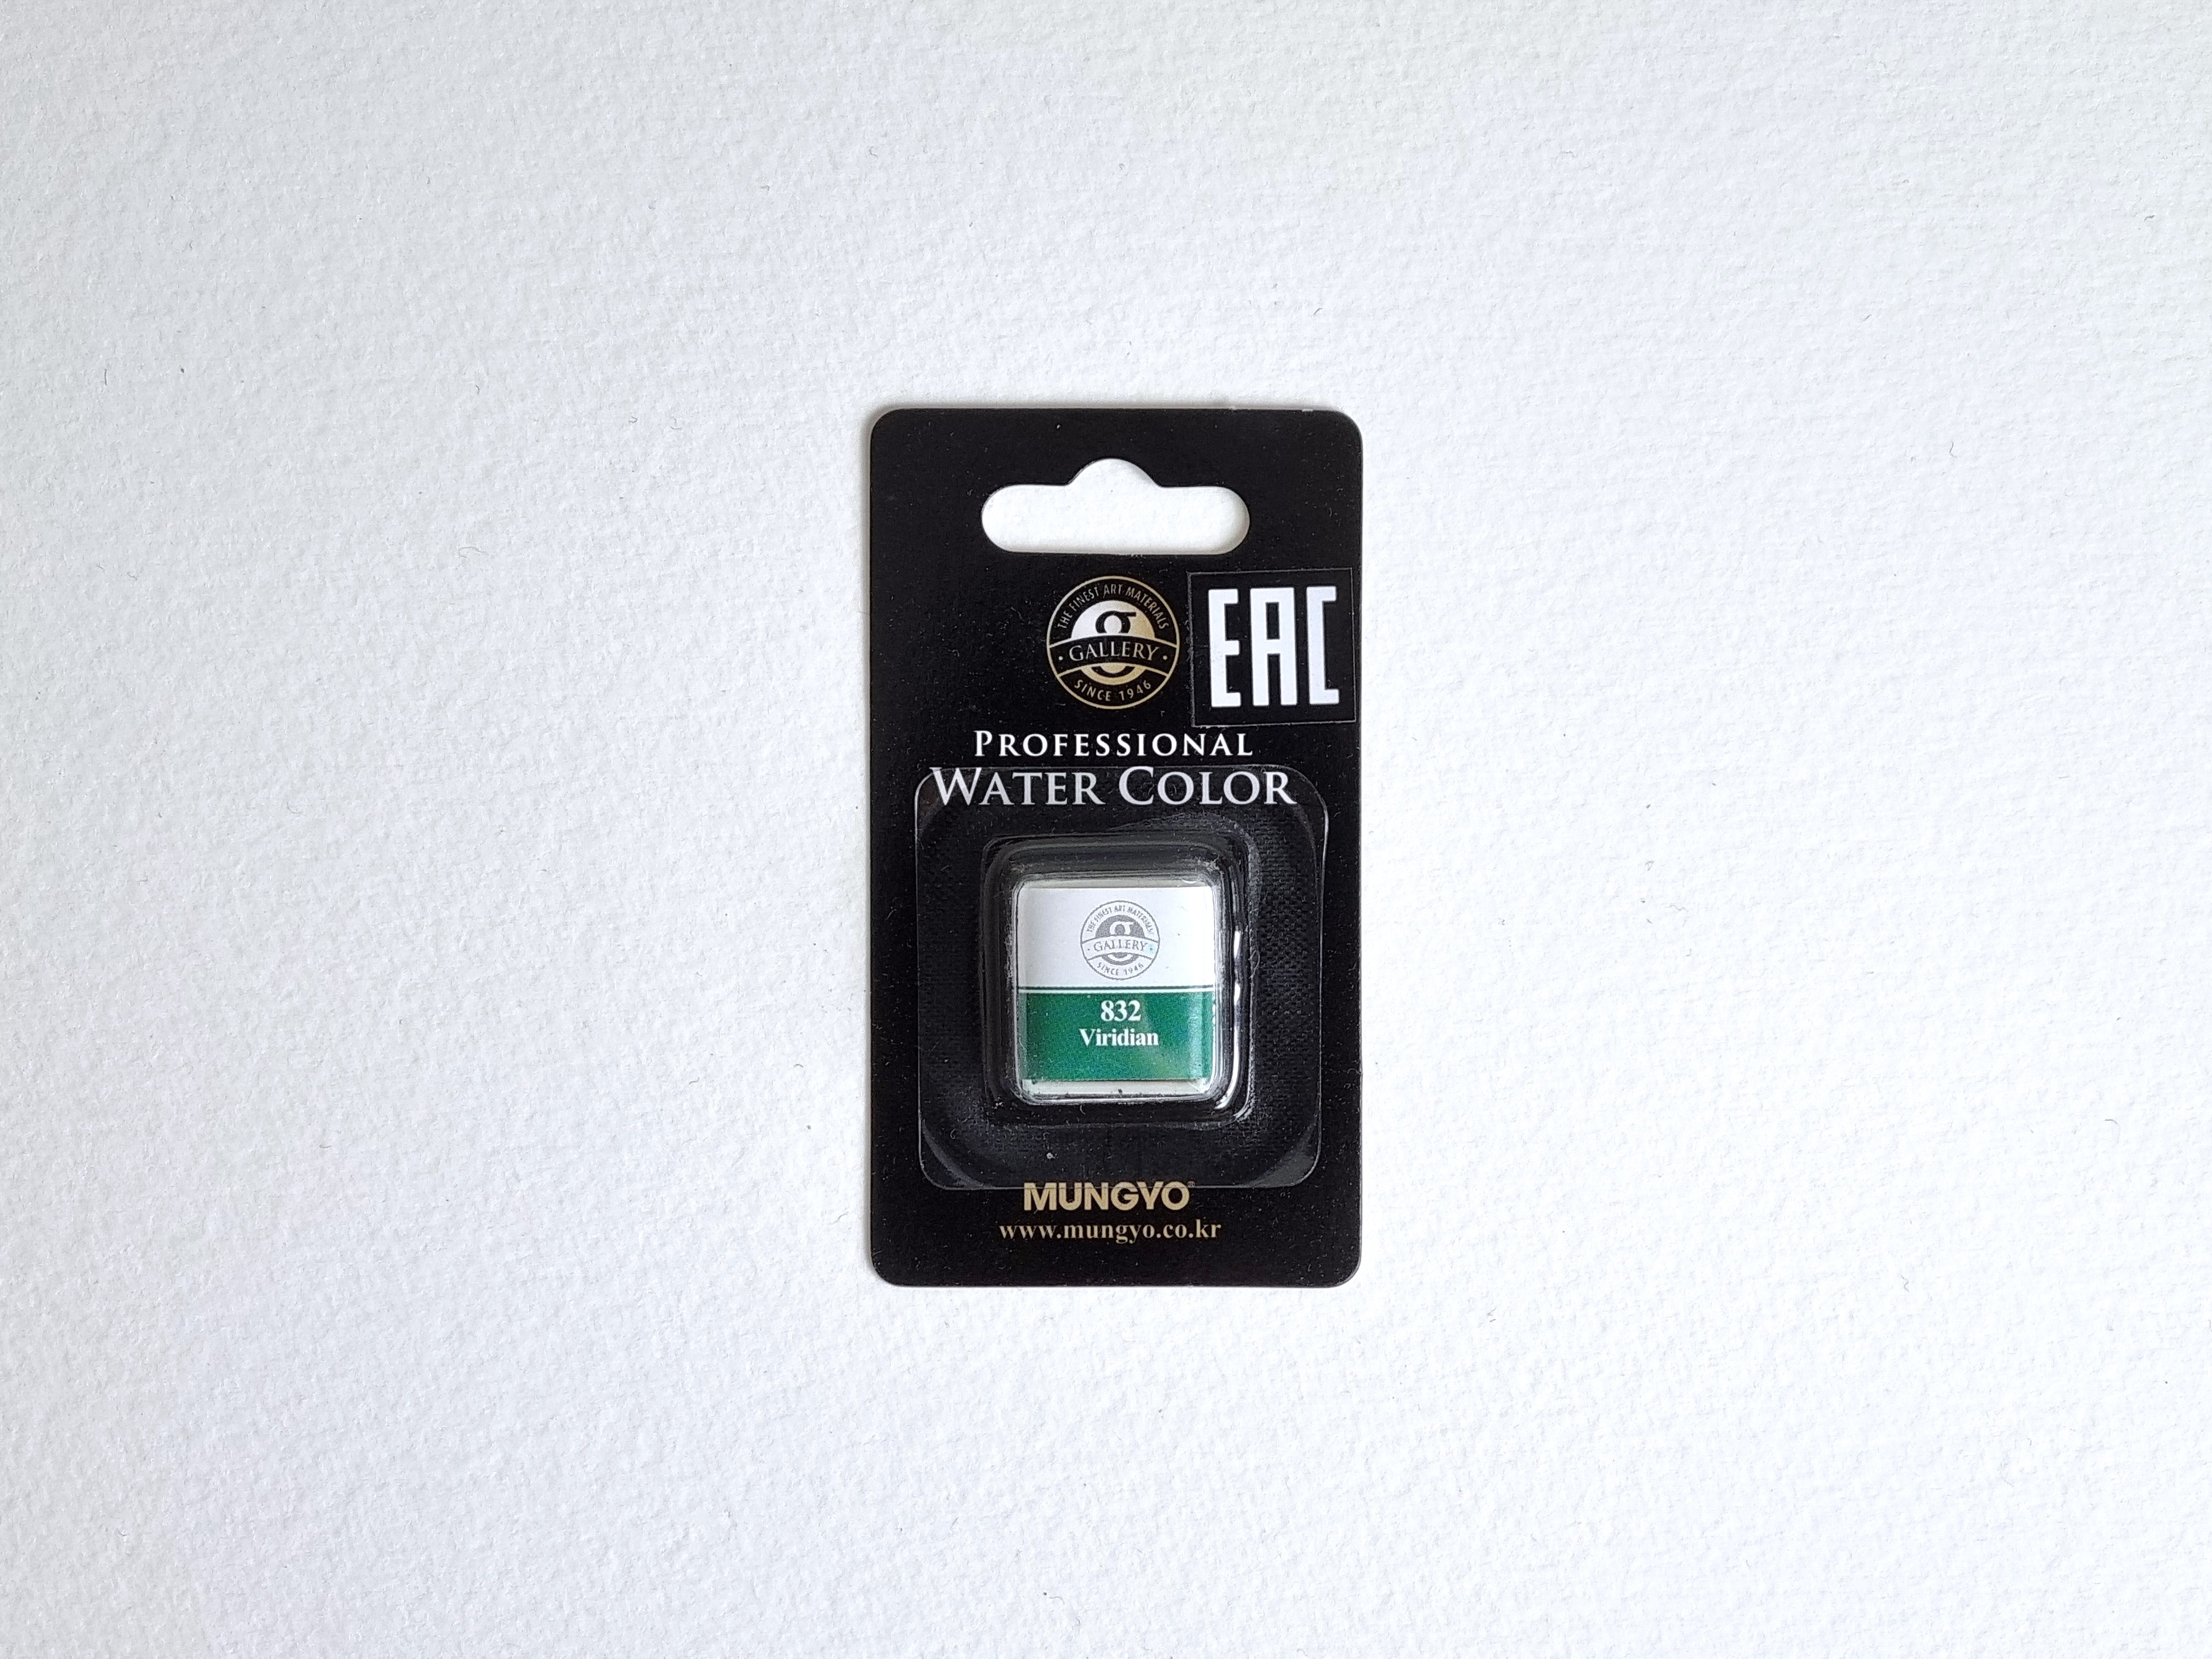 THE FINEST ART MATERIALS
g
GALLERY
SINCE 1946
EAC
PROFESSIONAL
WATER COLOR
THE FINEST ART MATERIALS
g
GALLERY
SINCE 1946
832
Viridian
MUNGYO®
www.mungyo.co.kr